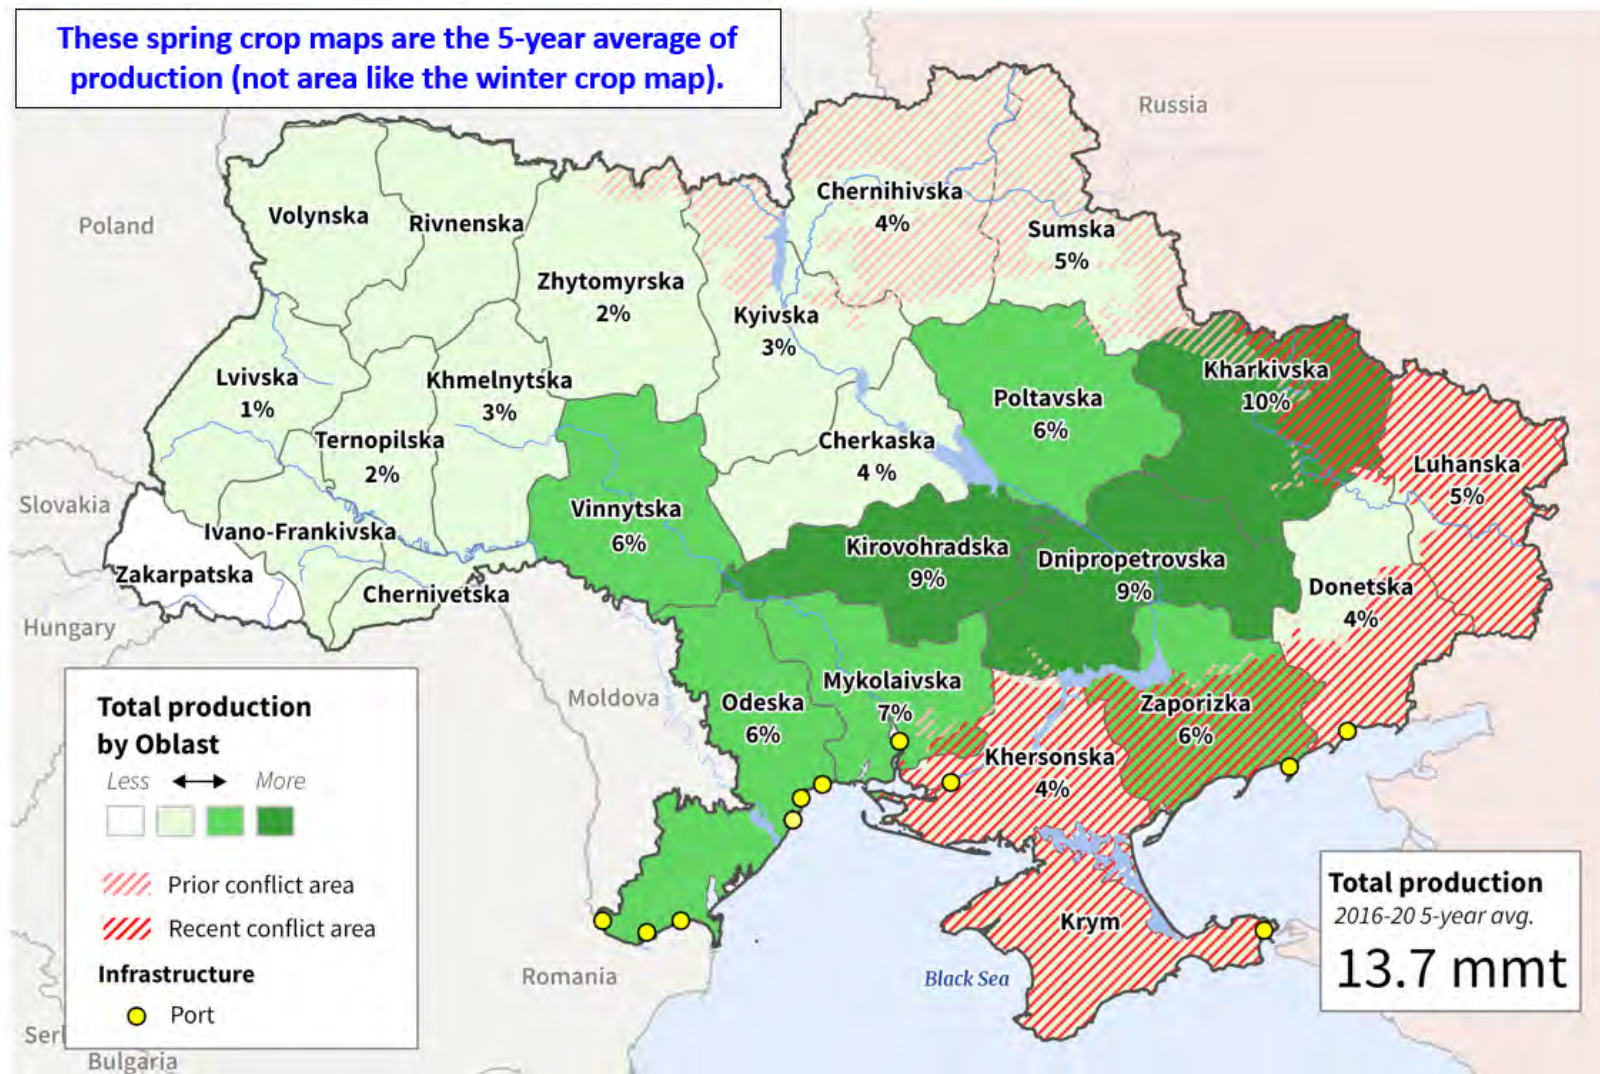 These spring crop maps are the 5-year average of
production (not area like the winter crop map).
Russia
Poland
Volynska
Rivnenska
Chernihivska
4%
Sumska
5%
Zhytomyrska
2%
Kyivska
3%
Lvivska
1%
Khmelnytska
3%
Ternopilska
2%
Cherkaska
4 %
Poltavska
6%
Kharkivska
10%
Luhanska
5%
Slovakia
Ivano-Frankivska
Vinnytska
6%
Kirovohradska
9%
Dnipropetrovska
9%
Donetska
4%
Zakarpatska
Chernivetska
Hungary
Moldova
Odeska
6%
Mykolaivska
7%
Khersonska
4%
Zaporizka
6%
Krym
Black Sea
Romania
Bulgaria
Ser
Total production
by Oblast
Less
More
Prior conflict area
Recent conflict area
Infrastructure
Port
Total production
2016-20 5-year avg.
13.7 mmt